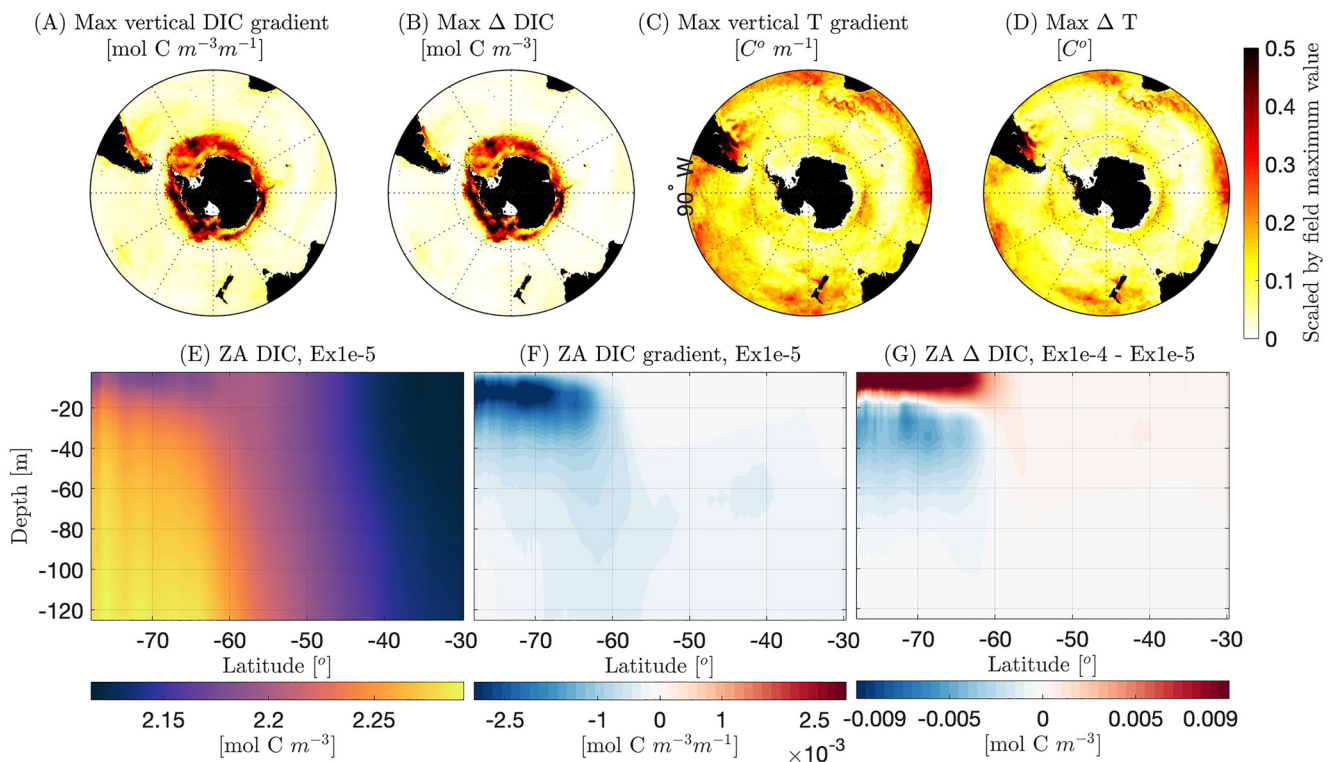 (A) Max vertical DIC gradient
[mol C m⁻³m⁻¹]
(B) Max Δ DIC
[mol C m⁻³]
(C) Max vertical T gradient
[Cᵒ m⁻¹]
(D) Max Δ T
[Cᵒ]
90° W
0.5
0.4
0.3
0.2
0.1
0
Scaled by field maximum value
(E) ZA DIC, Ex1e-5
-20
-40
-60
-80
-100
-120
Depth [m]
-70
-60
-50
-40
-30
Latitude [ᵒ]
2.15
2.2
2.25
[mol C m⁻³]
(F) ZA DIC gradient, Ex1e-5
-70
-60
-50
-40
-30
Latitude [ᵒ]
-2.5
-1
0
1
2.5
[mol C m⁻³m⁻¹]
×10⁻³
(G) ZA Δ DIC, Ex1e-4 - Ex1e-5
-70
-60
-50
-40
-30
Latitude [ᵒ]
-0.009
-0.005
0
0.005
0.009
[mol C m⁻³]